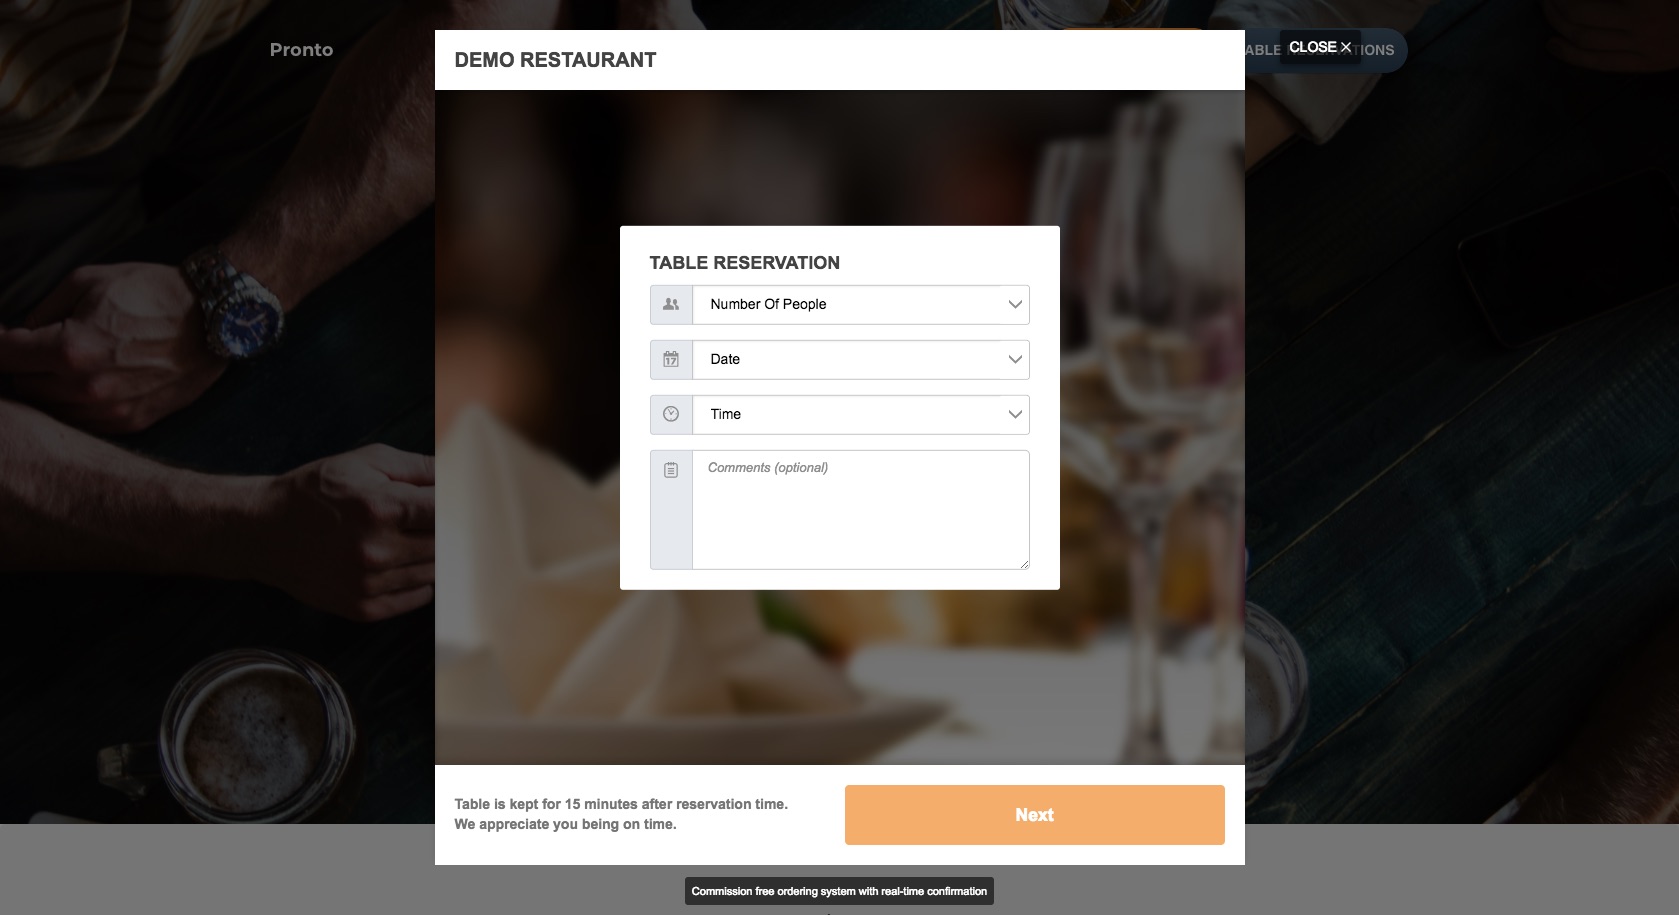 Pronto
DEMO RESTAURANT
CLOSE
TABLE RESERVATION
Number Of People
17
Date
Time
Comments (optional)
Table is kept for 15 minutes after reservation time.
We appreciate you being on time.
Next
Commission free ordering system with real-time confirmation